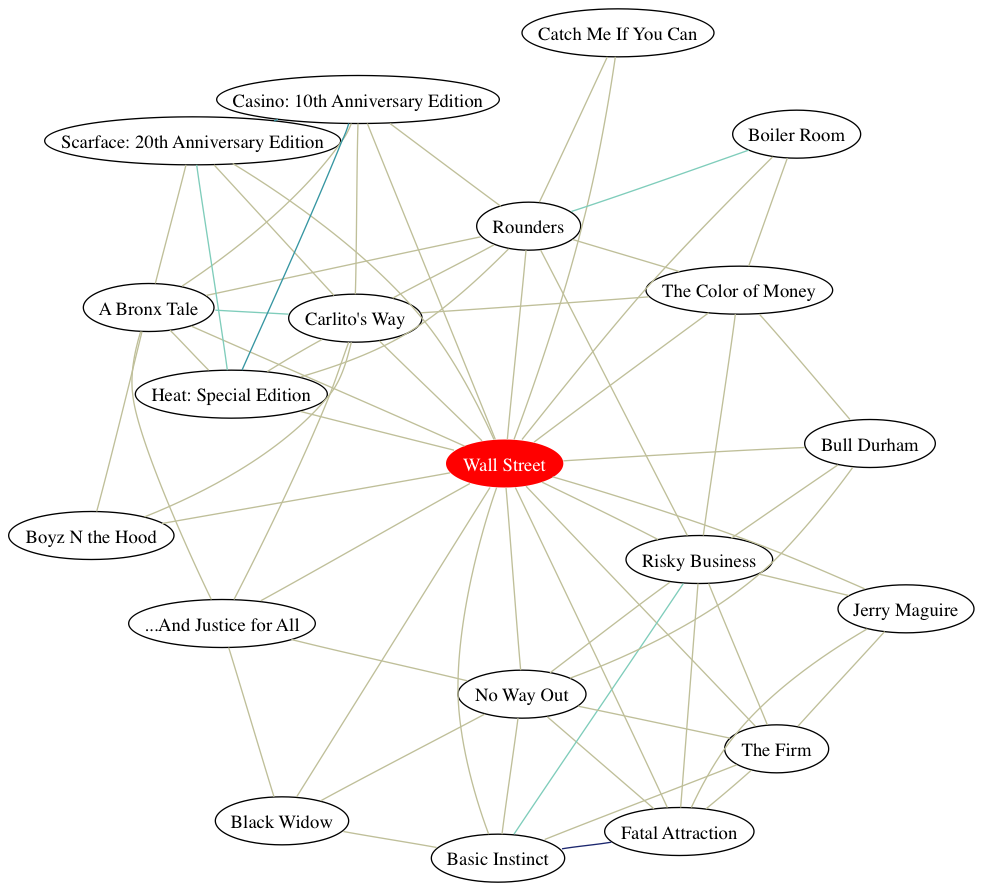 Catch Me If You Can
Casino: 10th Anniversary Edition
Scarface: 20th Anniversary Edition
Boiler Room
Rounders
The Color of Money
A Bronx Tale
Carlito's Way
Heat: Special Edition
Bull Durham
Wall Street
Boyz N the Hood
Risky Business
Jerry Maguire
...And Justice for All
No Way Out
The Firm
Black Widow
Fatal Attraction
Basic Instinct